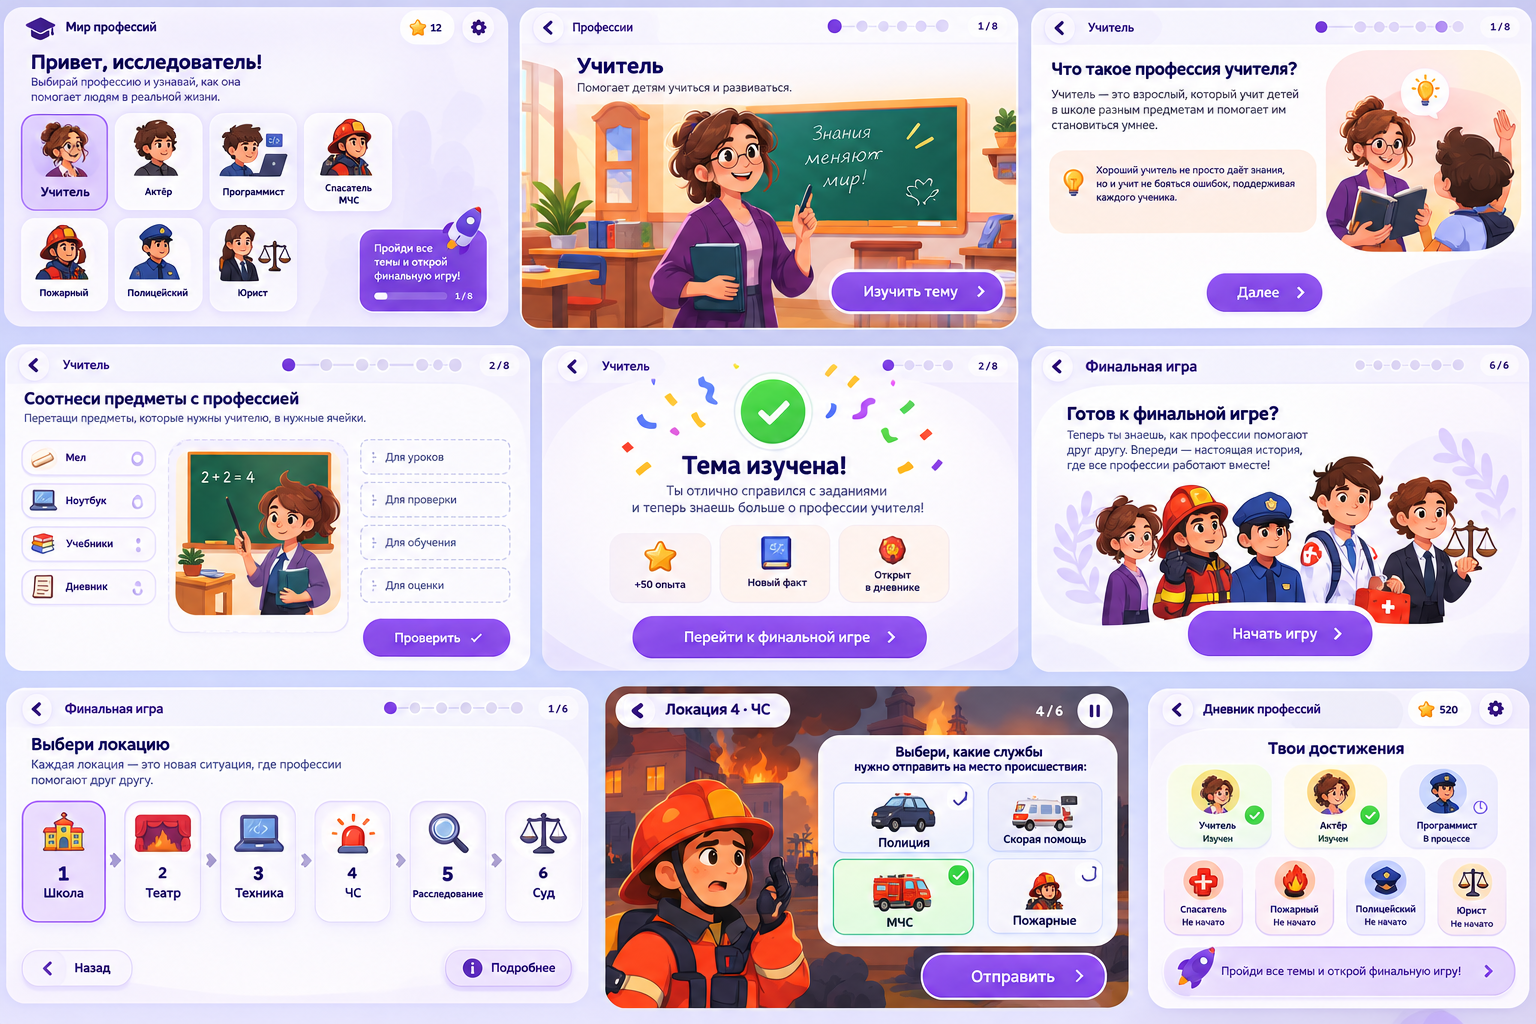 Мир профессий
12
Привет, исследователь!
Выбирай профессию и узнавай, как она
помогает людям в реальной жизни.
Учитель
Актёр
</>
Программист
Спасатель
МЧС
Пожарный
Полицейский
Юрист
Пройди все
темы и открой
финальную игру!
1/8
Профессии
1/8
Учитель
Помогает детям учиться и развиваться.
Знания
меняют
мир!
Изучить тему
Учитель
1/8
Что такое профессия учителя?
Учитель — это взрослый, который учит детей
в школе разным предметам и помогает им
становиться умнее.
Хороший учитель не просто даёт знания,
но и учит не бояться ошибок, поддерживая
каждого ученика.
Далее
Учитель
2/8
Соотнеси предметы с профессией
Перетащи предметы, которые нужны учителю, в нужные ячейки.
Мел
Ноутбук
Учебники
Дневник
2+2=4
Для уроков
Для проверки
Для обучения
Для оценки
Проверить
Учитель
2/8
Тема изучена!
Ты отлично справился с заданиями
и теперь знаешь больше о профессии учителя!
+50 опыта
</>
Новый факт
Открыт
в дневнике
Перейти к финальной игре
Финальная игра
6/6
Готов к финальной игре?
Теперь ты знаешь, как профессии помогают
друг другу. Впереди — настоящая история,
где все профессии работают вместе!
Начать игру
Финальная игра
1/6
Выбери локацию
Каждая локация — это новая ситуация, где профессии
помогают друг другу.
1
Школа
2
Театр
</>
3
Техника
4
ЧС
5
Расследование
6
Суд
Назад
Подробнее
Локация 4 · ЧС
4/6
Выбери, какие службы
нужно отправить на место происшествия:
Полиция
Скорая помощь
МЧС
Пожарные
Отправить
Дневник профессий
520
Твои достижения
Учитель
Изучен
Актёр
Изучен
Программист
В процессе
Спасатель
Не начато
Пожарный
Не начато
Полицейский
Не начато
Юрист
Не начато
Пройди все темы и открой финальную игру!